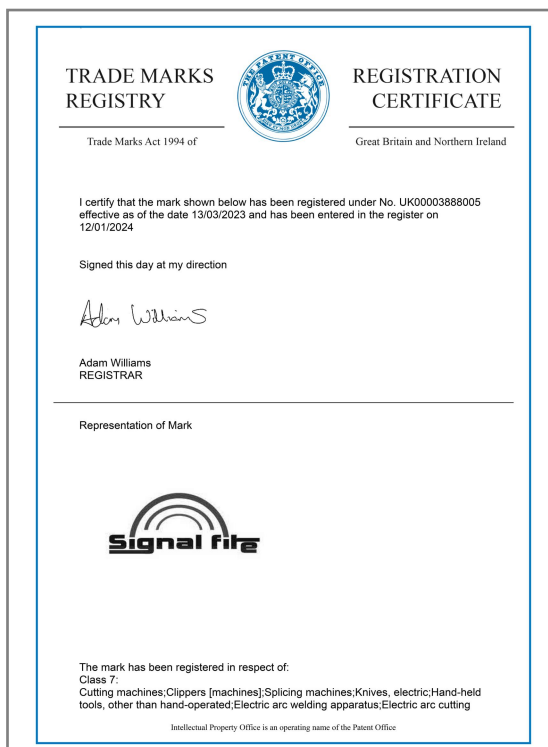 TRADE MARKS
REGISTRY
THE PATENT OFFICE
REGISTRATION
CERTIFICATE
Trade Marks Act 1994 of
Great Britain and Northern Ireland
I certify that the mark shown below has been registered under No. UK00003888005
effective as of the date 13/03/2023 and has been entered in the register on
12/01/2024
Signed this day at my direction
Adam Williams
Adam Williams
REGISTRAR
Representation of Mark
Signal fire
The mark has been registered in respect of:
Class 7:
Cutting machines;Clippers [machines];Splicing machines;Knives, electric;Hand-held
tools, other than hand-operated;Electric arc welding apparatus;Electric arc cutting
Intellectual Property Office is an operating name of the Patent Office